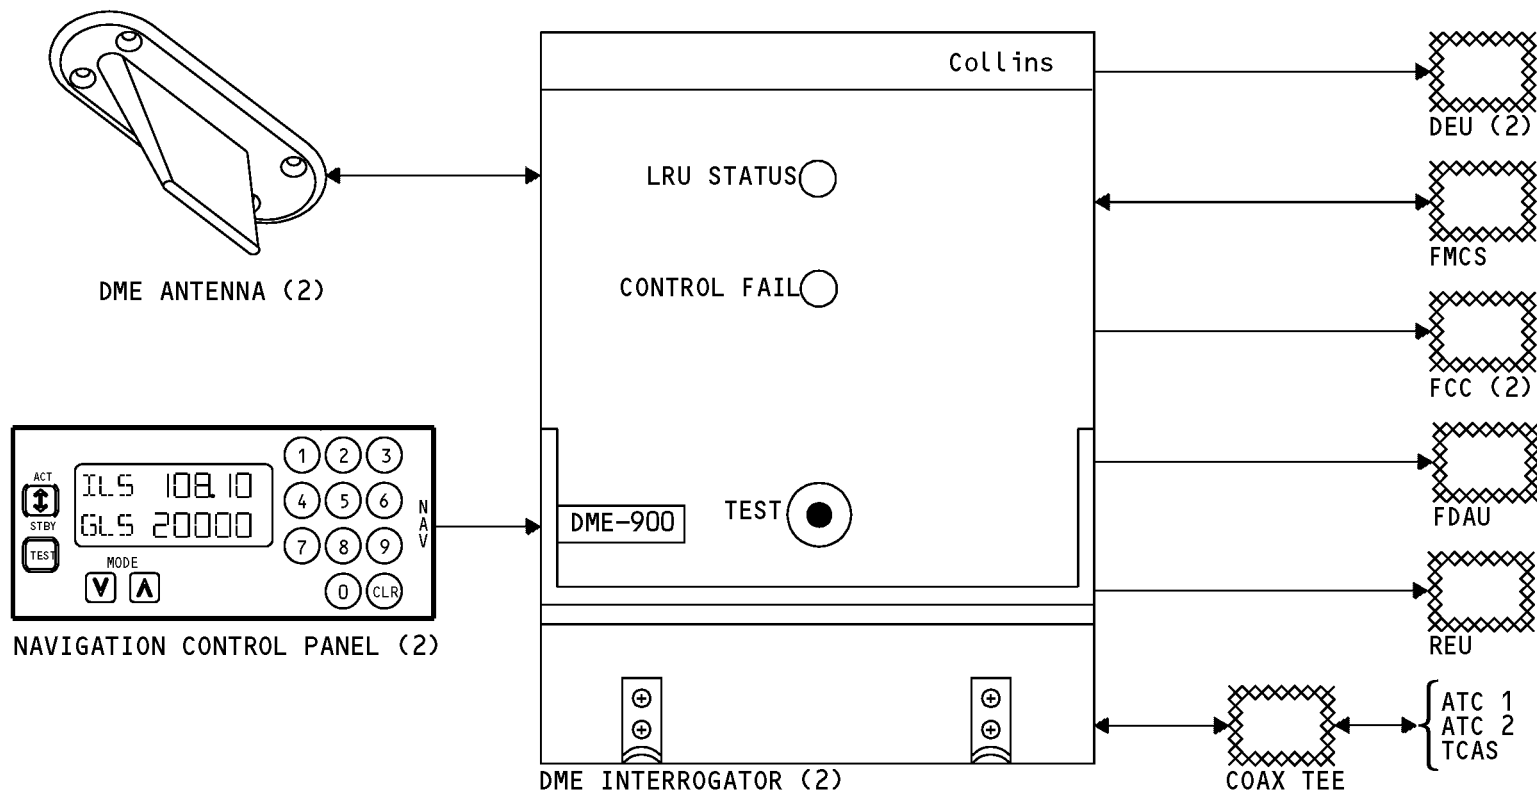 Collins
LRU STATUS
CONTROL FAIL
TEST
DME-900
DME INTERROGATOR (2)
DME ANTENNA (2)
ACT
STBY
TEST
ILS 108.10
GLS 20000
MODE
1 2 3
4 5 6
7 8 9
0 CLR
NAV
NAVIGATION CONTROL PANEL (2)
DEU (2)
FMCS
FCC (2)
FDAU
REU
COAX TEE
ATC 1
ATC 2
TCAS